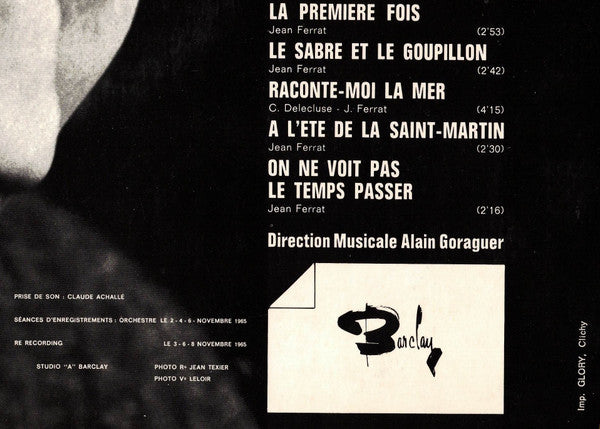 LA PREMIERE FOIS
Jean Ferrat (2'53)
LE SABRE ET LE GOUPILLON
Jean Ferrat (2'42)
RACONTE-MOI LA MER
C. Delecluse - J. Ferrat (4'15)
A L'ETE DE LA SAINT-MARTIN
Jean Ferrat (2'30)
ON NE VOIT PAS
LE TEMPS PASSER
Jean Ferrat (2'16)
Direction Musicale Alain Goraguer
PRISE DE SON : CLAUDE ACHALLÉ
SÉANCES D'ENREGISTREMENTS : ORCHESTRE LE 2 - 4 - 6 - NOVEMBRE 1965
RE RECORDING LE 3 - 6 - 8 NOVEMBRE 1965
STUDIO "A" BARCLAY
PHOTO Rº JEAN TEXIER
PHOTO Vº LELOIR
Barclay
Imp. GLORY, Clichy